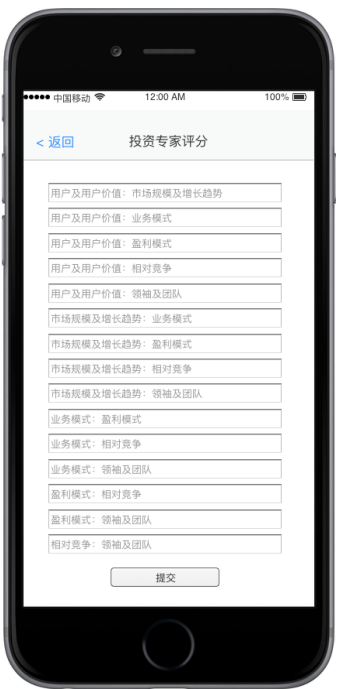 中国移动 12:00 AM 100%
< 返回 投资专家评分
用户及用户价值：市场规模及增长趋势
用户及用户价值：业务模式
用户及用户价值：盈利模式
用户及用户价值：相对竞争
用户及用户价值：领袖及团队
市场规模及增长趋势：业务模式
市场规模及增长趋势：盈利模式
市场规模及增长趋势：相对竞争
市场规模及增长趋势：领袖及团队
业务模式：盈利模式
业务模式：相对竞争
业务模式：领袖及团队
盈利模式：相对竞争
盈利模式：领袖及团队
相对竞争：领袖及团队
提交